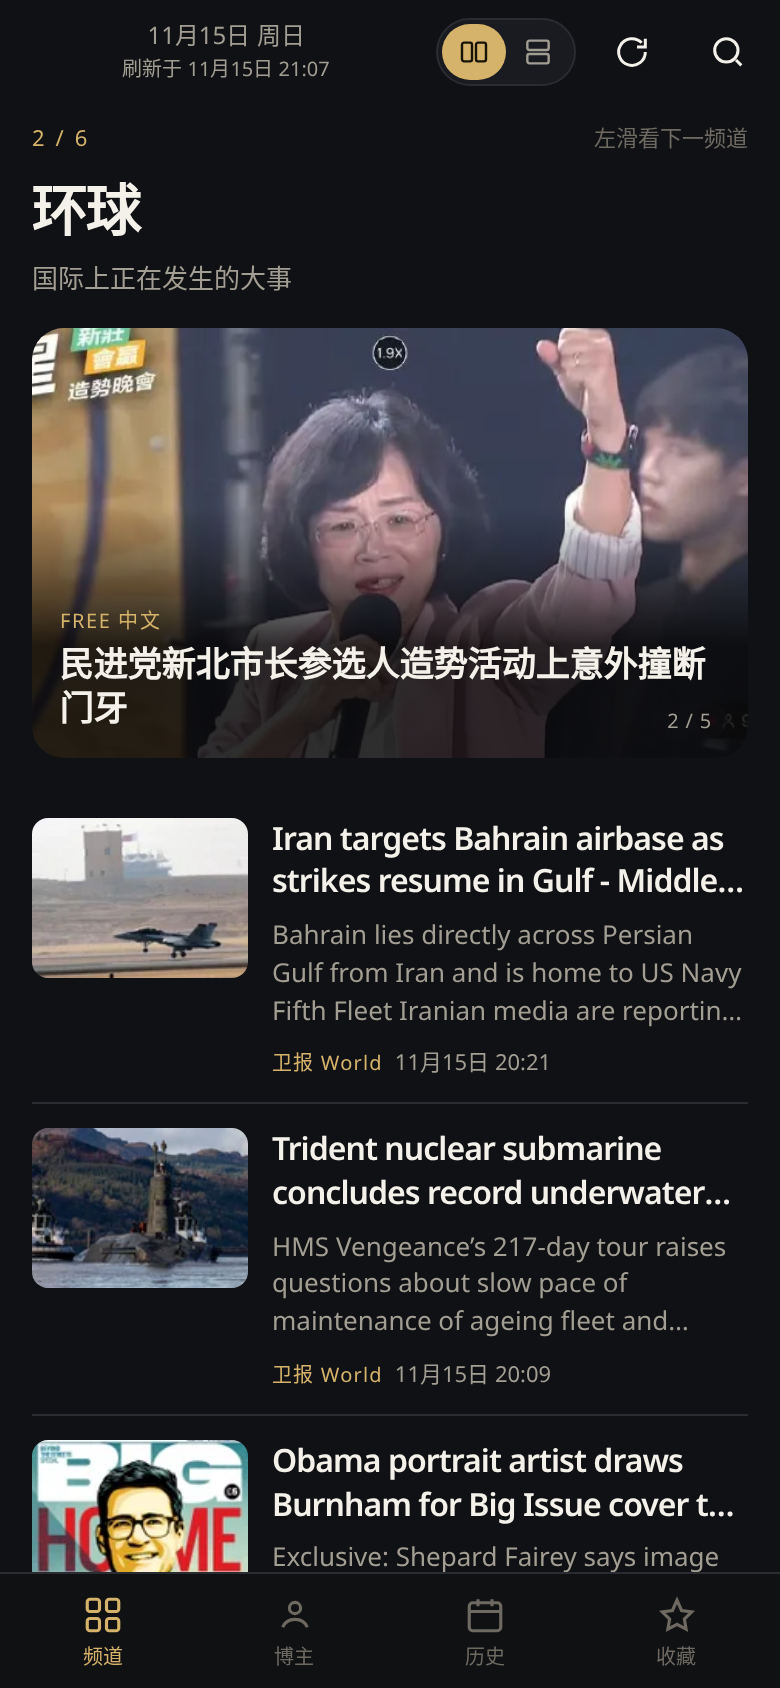 11月15日 周日
刷新于 11月15日 21:07
2 / 6
左滑看下一频道
环球
国际上正在发生的大事
新莊
會贏
造勢晚會
1.9X
FREE 中文
民进党新北市长参选人造势活动上意外撞断
门牙
2 / 5
Iran targets Bahrain airbase as
strikes resume in Gulf - Middle...
Bahrain lies directly across Persian
Gulf from Iran and is home to US Navy
Fifth Fleet Iranian media are reportin...
卫报 World 11月15日 20:21
Trident nuclear submarine
concludes record underwater...
HMS Vengeance’s 217-day tour raises
questions about slow pace of
maintenance of ageing fleet and...
卫报 World 11月15日 20:09
BIG
HOME
Obama portrait artist draws
Burnham for Big Issue cover t...
Exclusive: Shepard Fairey says image
频道
博主
历史
收藏